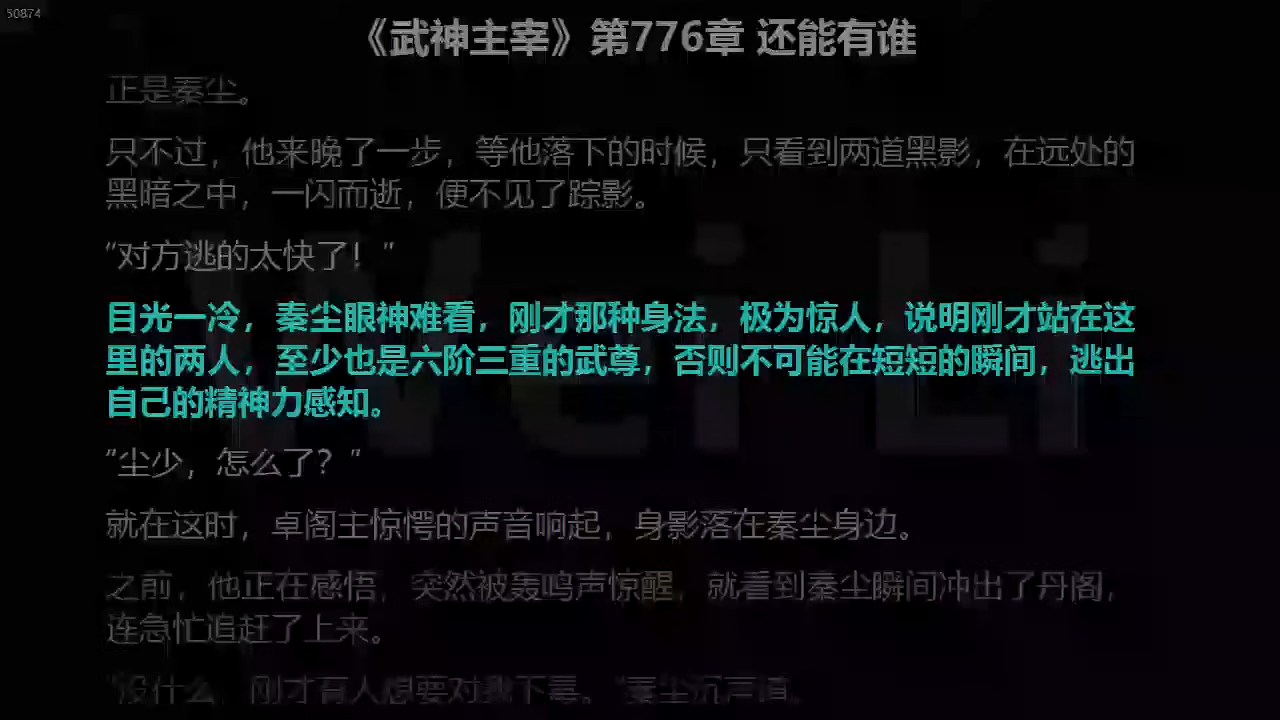 50874
《武神主宰》第776章 还能有谁
正是秦尘。
只不过，他来晚了一步，等他落下的时候，只看到两道黑影，在远处的
黑暗之中，一闪而逝，便不见了踪影。
“对方逃的太快了！”
目光一冷，秦尘眼神难看，刚才那种身法，极为惊人，说明刚才站在这
里的两人，至少也是六阶三重的武尊，否则不可能在短短的瞬间，逃出
自己的精神力感知。
“尘少，怎么了？”
就在这时，卓阁主惊愕的声音响起，身影落在秦尘身边。
之前，他正在感悟，突然被轰鸣声惊醒，就看到秦尘瞬间冲出了丹阁，
连急忙追赶了上来。
“没什么，刚才有人想要对我下毒。”秦尘沉声道。
Wei Li